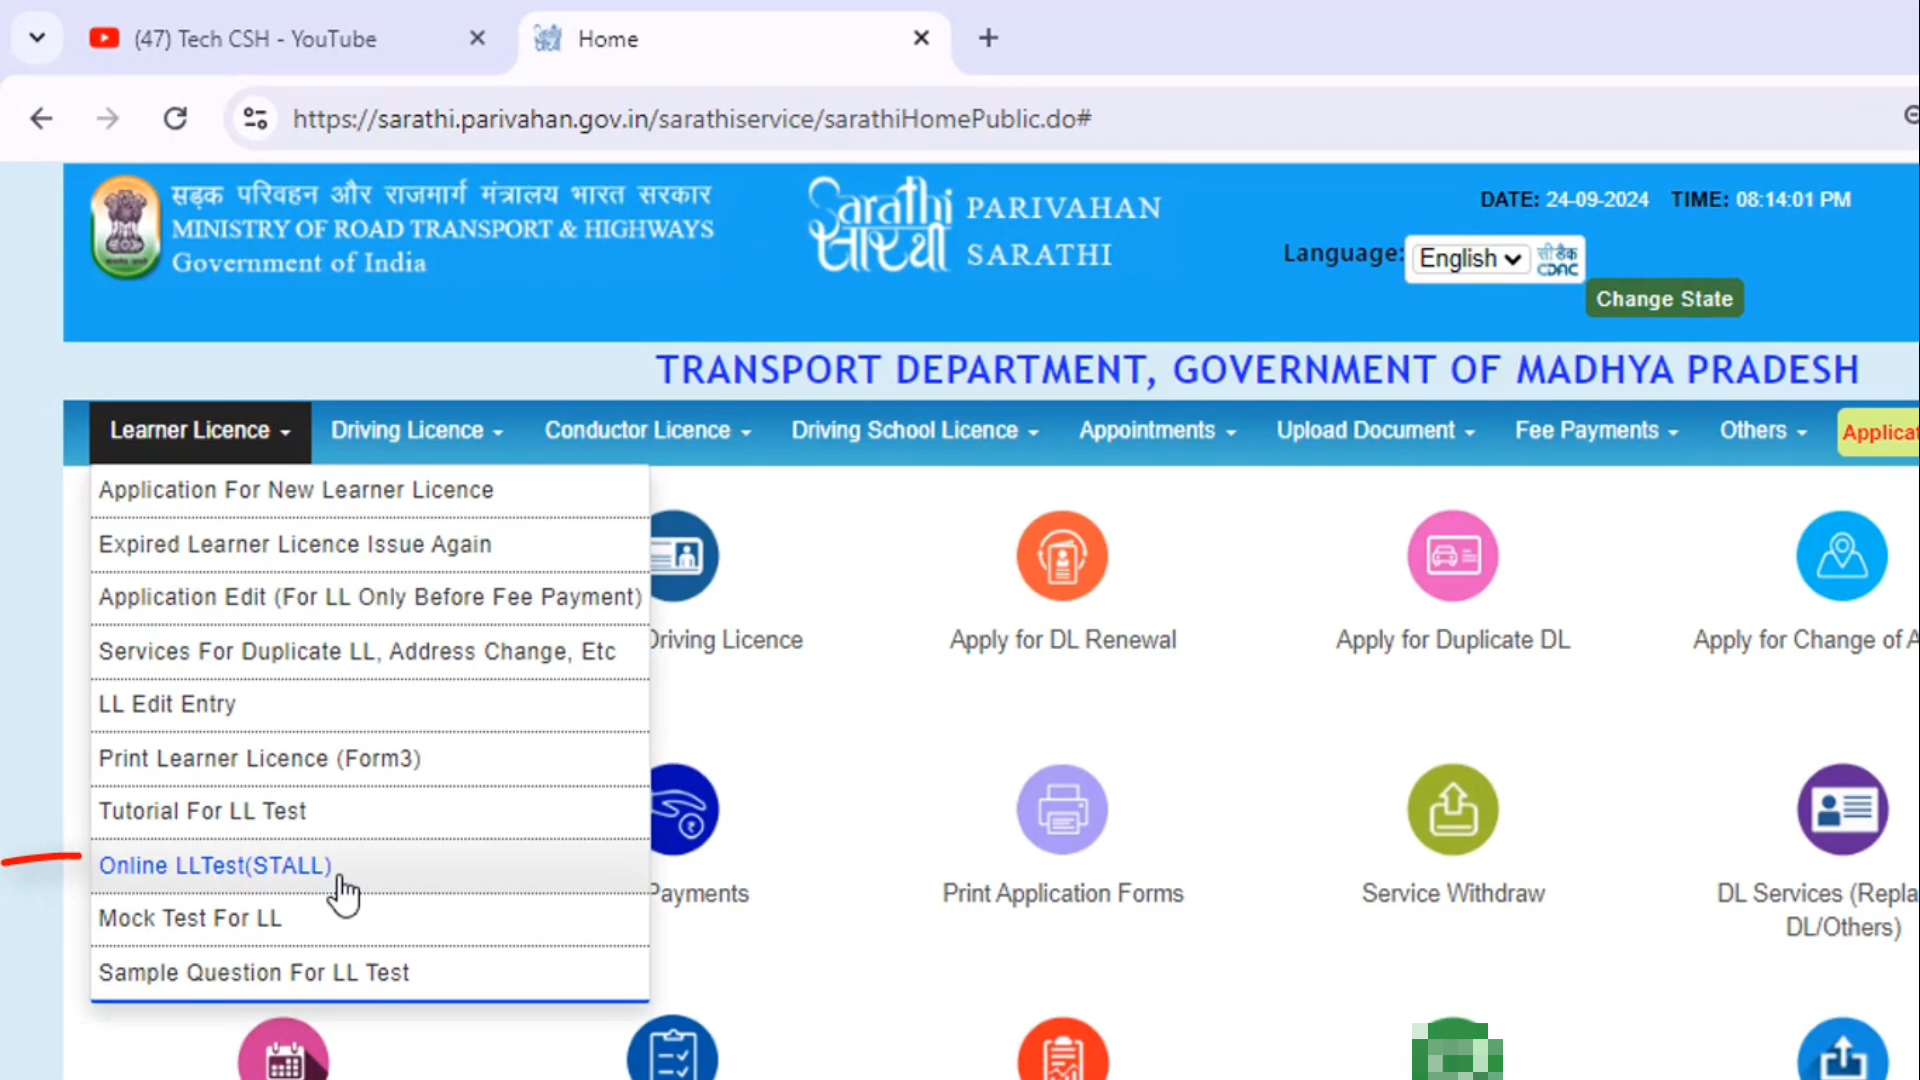 (47) Tech CSH - YouTube
Home
https://sarathi.parivahan.gov.in/sarathiservice/sarathiHomePublic.do#
सड़क परिवहन और राजमार्ग मंत्रालय भारत सरकार
MINISTRY OF ROAD TRANSPORT & HIGHWAYS
Government of India
Sarathi
सारथी
PARIVAHAN
SARATHI
DATE: 24-09-2024 TIME: 08:14:01 PM
Language: English
सी डैक
CDAC
Change State
TRANSPORT DEPARTMENT, GOVERNMENT OF MADHYA PRADESH
Learner Licence Driving Licence Conductor Licence Driving School Licence Appointments Upload Document Fee Payments Others Applicat
Application For New Learner Licence
Expired Learner Licence Issue Again
Application Edit (For LL Only Before Fee Payment)
Services For Duplicate LL, Address Change, Etc
LL Edit Entry
Print Learner Licence (Form3)
Tutorial For LL Test
Online LLTest(STALL)
Mock Test For LL
Sample Question For LL Test
Driving Licence
Apply for DL Renewal
Apply for Duplicate DL
Apply for Change of A
Payments
Print Application Forms
Service Withdraw
DL Services (Repla
DL/Others)